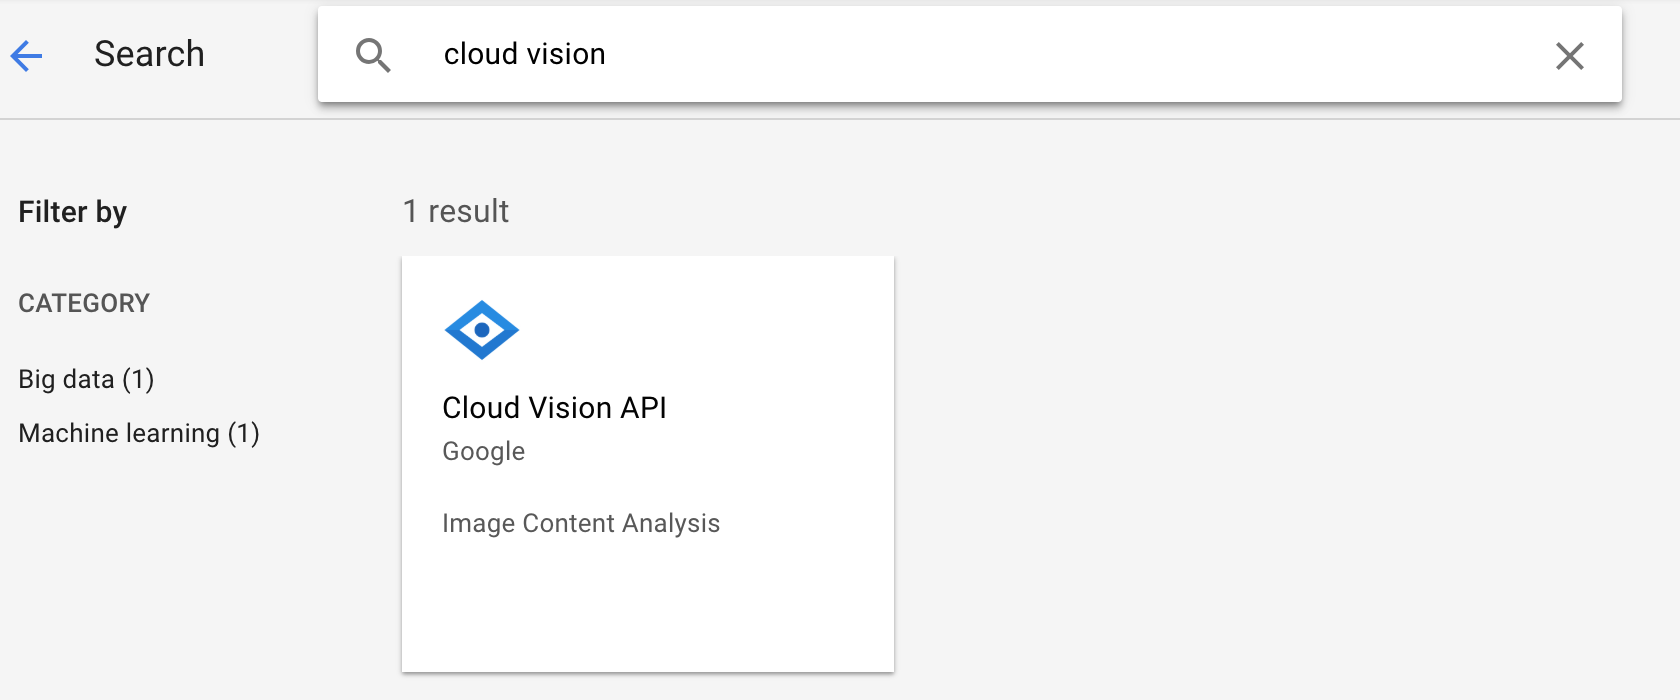 Search
cloud vision
Filter by
CATEGORY
Big data (1)
Machine learning (1)
1 result
Cloud Vision API
Google
Image Content Analysis